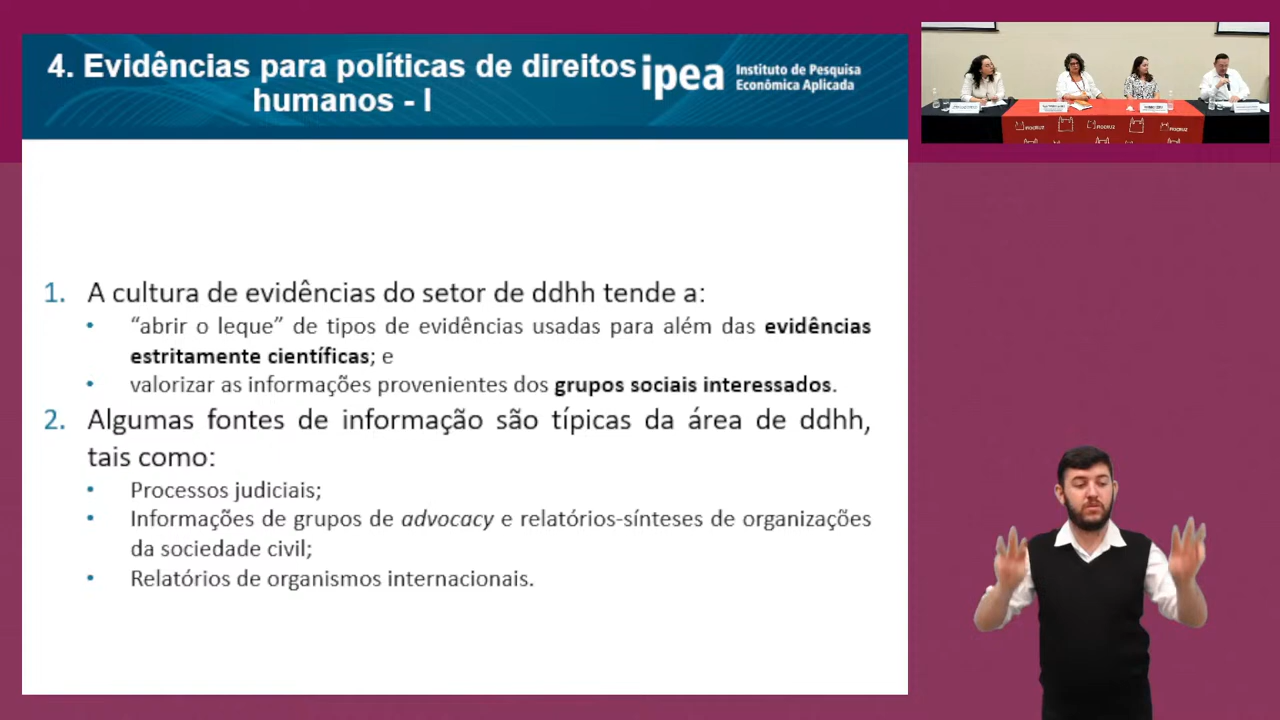 4. Evidências para políticas de direitos
humanos - I
ipea Instituto de Pesquisa
Econômica Aplicada
1. A cultura de evidências do setor de ddhh tende a:
• “abrir o leque” de tipos de evidências usadas para além das evidências
estritamente científicas; e
• valorizar as informações provenientes dos grupos sociais interessados.
2. Algumas fontes de informação são típicas da área de ddhh,
tais como:
• Processos judiciais;
• Informações de grupos de advocacy e relatórios-sínteses de organizações
da sociedade civil;
• Relatórios de organismos internacionais.
FIOCRUZ FIOCRUZ FIOCRUZ